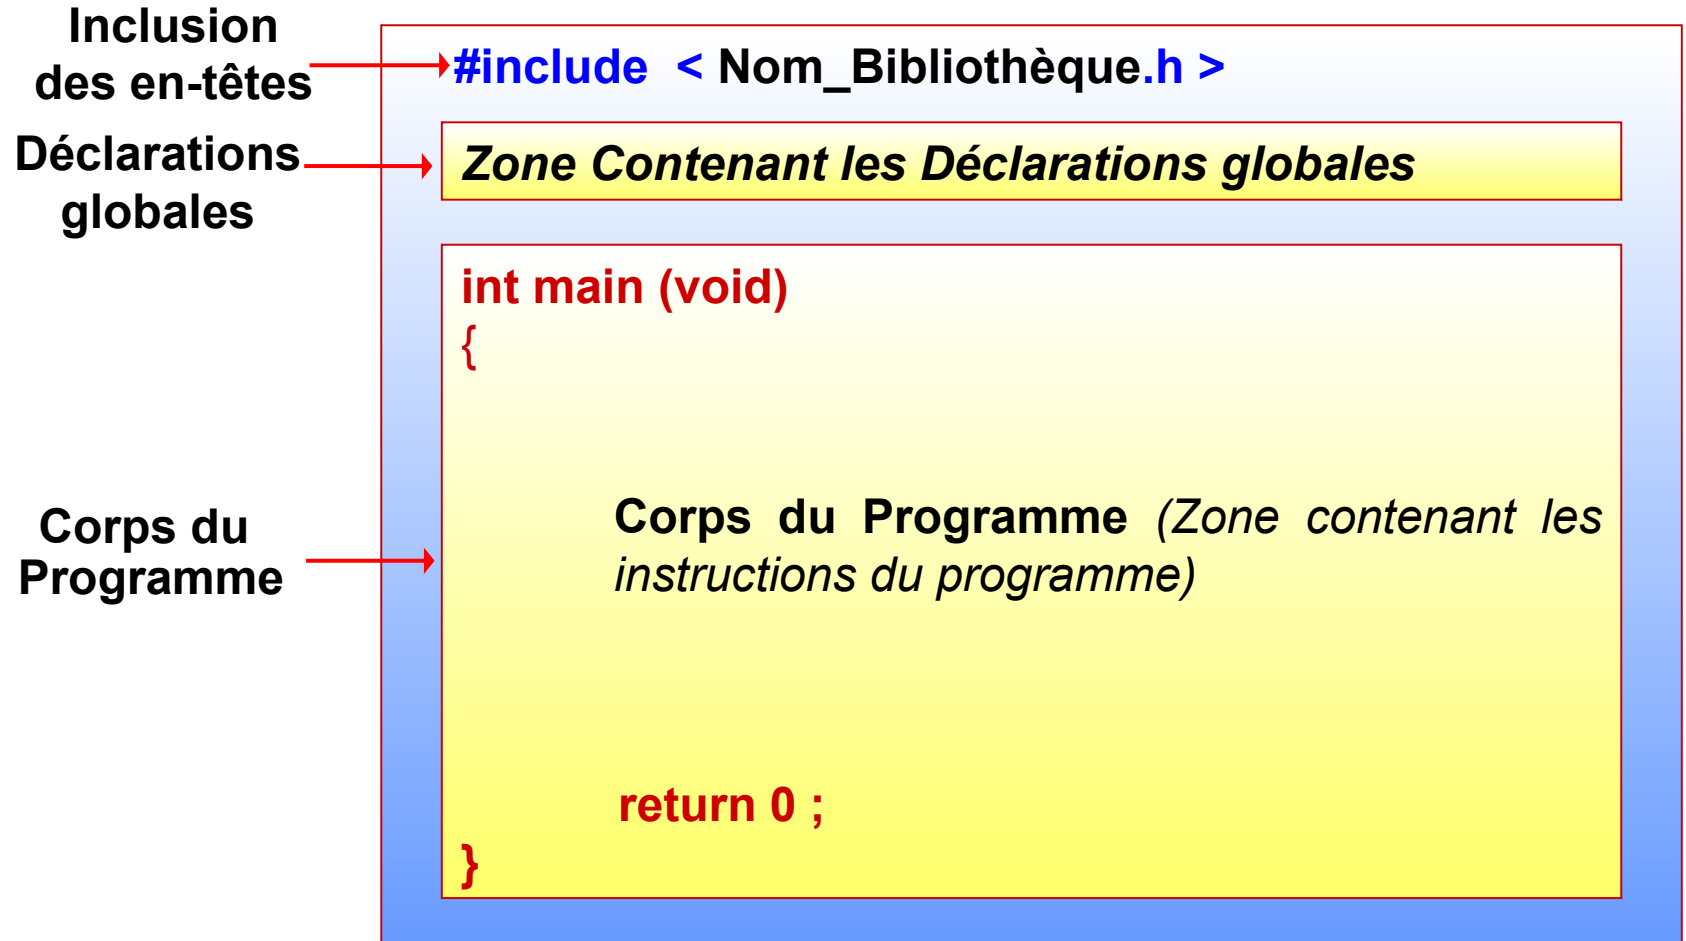 Inclusion
des en-têtes
#include < Nom_Bibliothèque.h >
Déclarations
globales
Zone Contenant les Déclarations globales
int main (void)
{
Corps du
Programme
Corps du Programme (Zone contenant les
instructions du programme)
return 0 ;
}